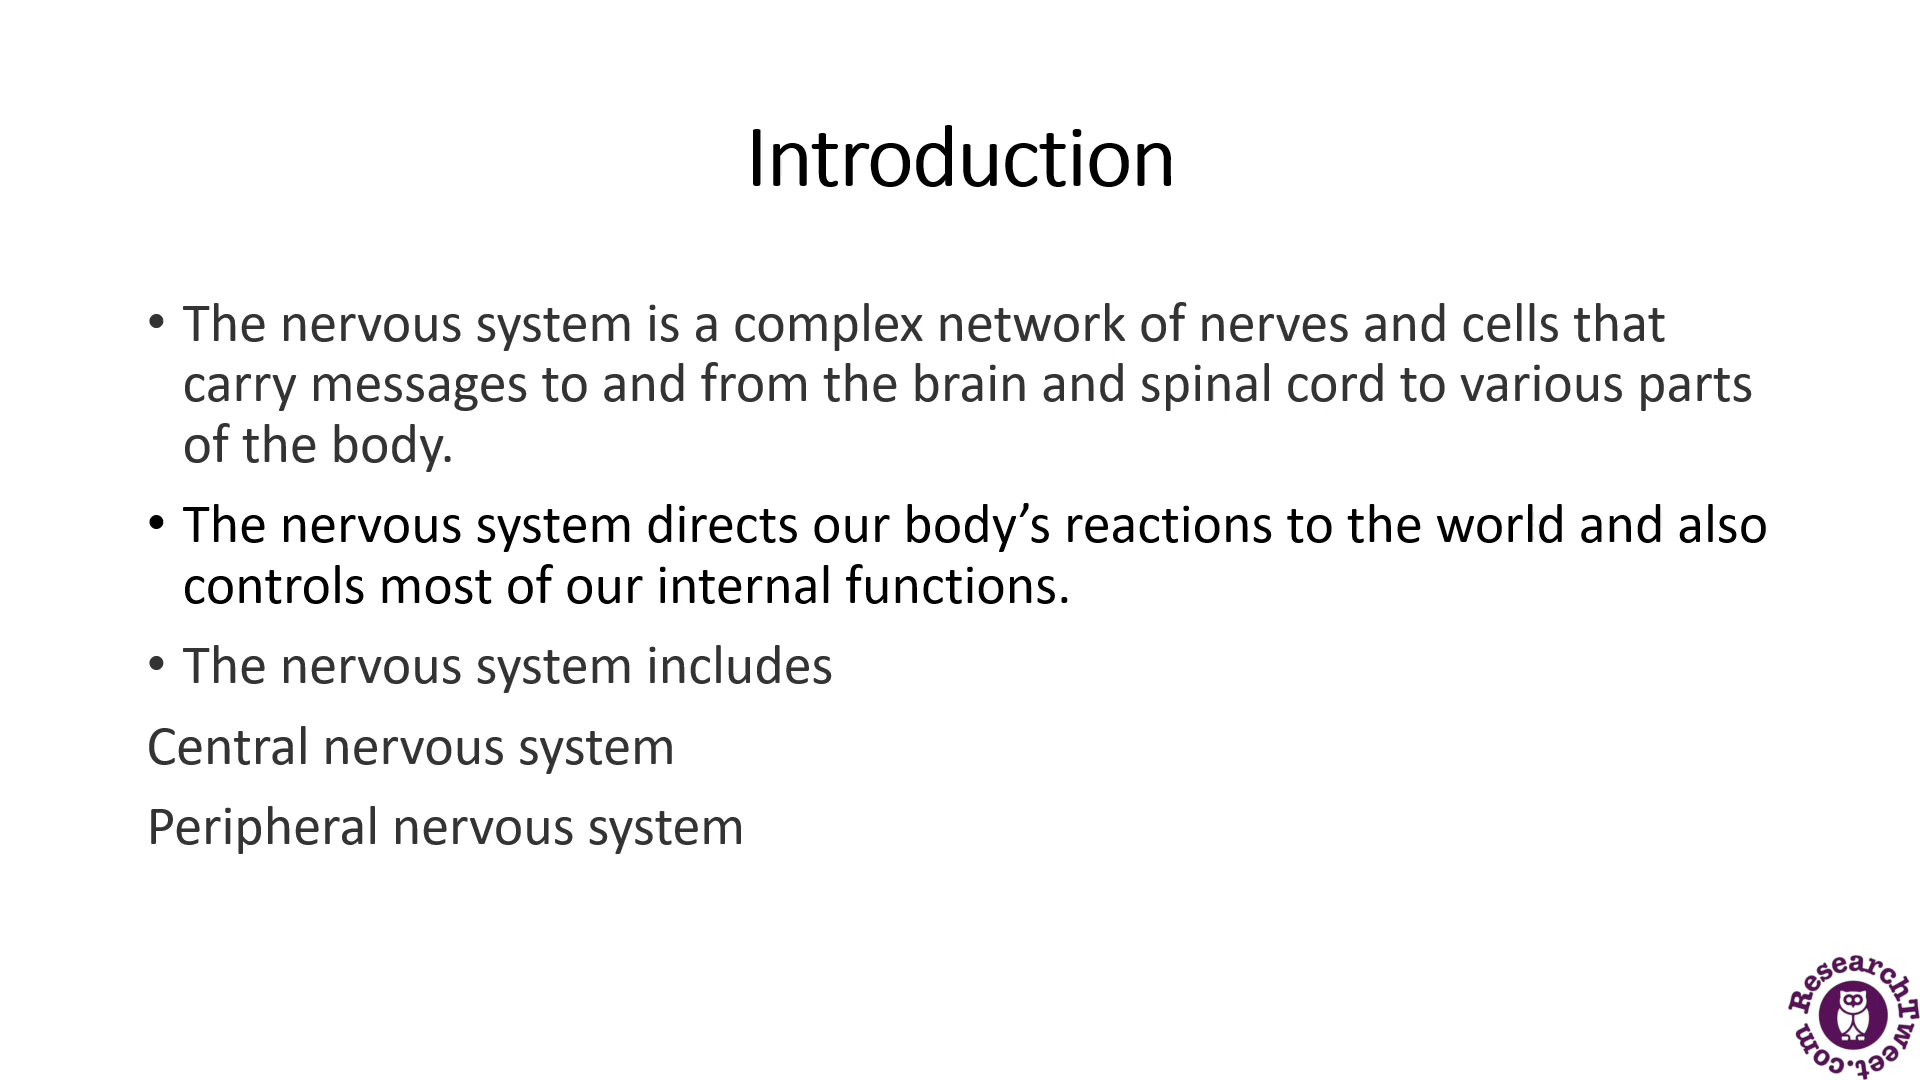 Introduction
• The nervous system is a complex network of nerves and cells that
carry messages to and from the brain and spinal cord to various parts
of the body.
• The nervous system directs our body’s reactions to the world and also
controls most of our internal functions.
• The nervous system includes
Central nervous system
Peripheral nervous system
ResearchTweet.com